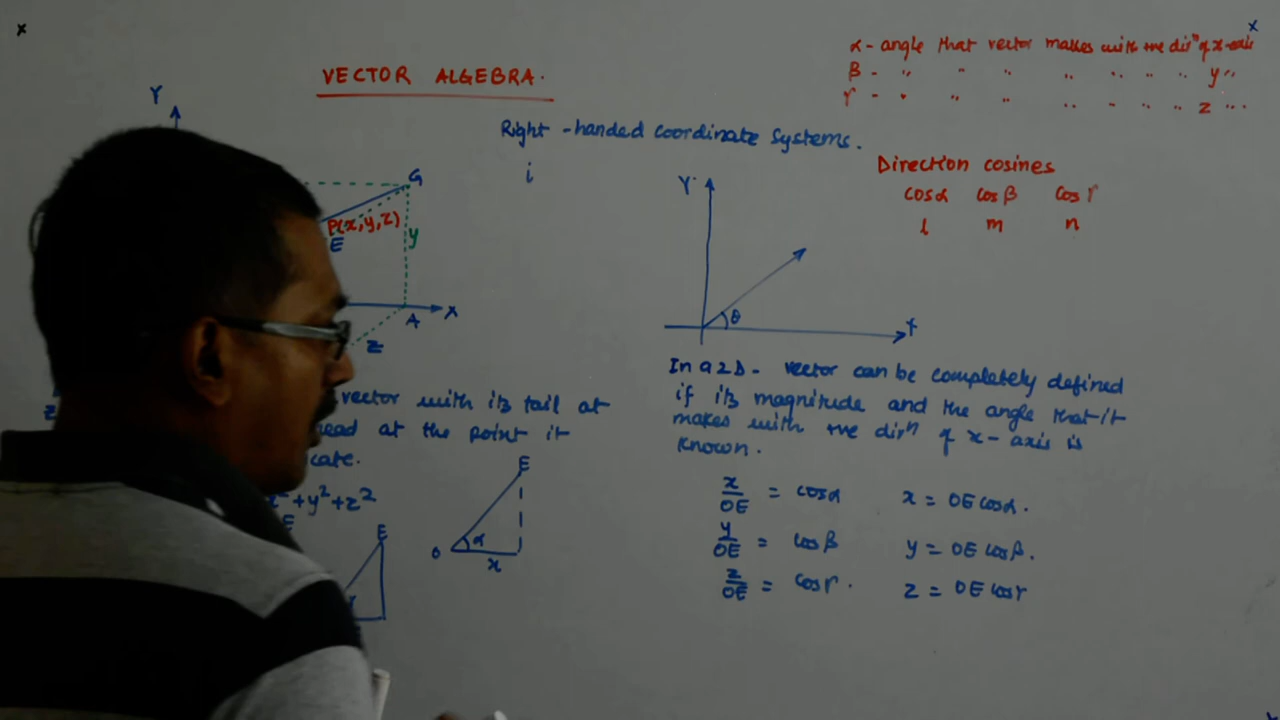 VECTOR ALGEBRA.
α - angle that vector makes with +ve dirⁿ of x-axis
β - " " " " " " " y "
γ - " " " " - " " z "
Right-handed coordinate systems.
i
Direction cosines
cosα cosβ cosγ
l m n
Y
G
P(x,y,z)
E
y
A X
z
Y
θ
X
vector with its tail at
head at the point it
In a 2D - vector can be completely defined
if its magnitude and the angle that it
makes with +ve dirⁿ of x-axis is
known.
+y²+z²
E
E
O α
x
x/OE = cosα x = OE cosα.
y/OE = cosβ y = OE cosβ.
z/OE = cosγ. z = OE cosγ